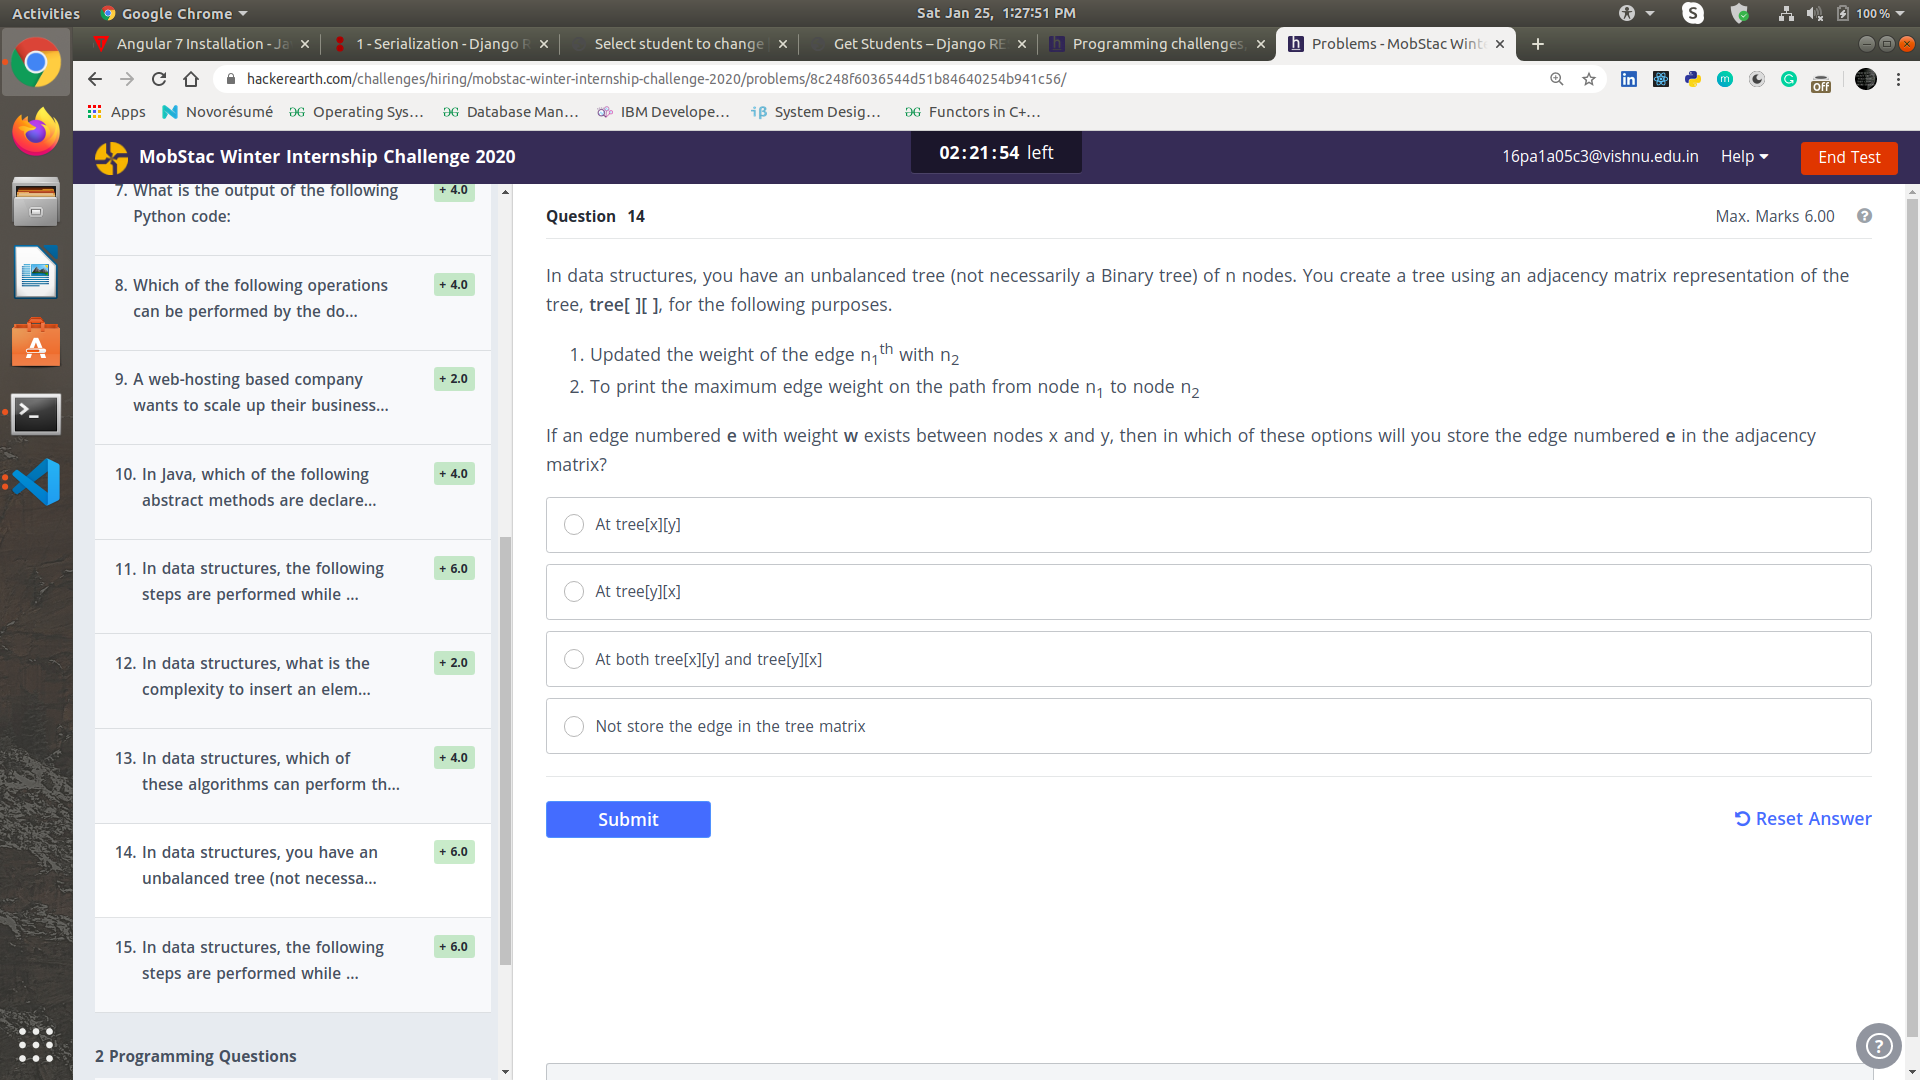 Activities Google Chrome Sat Jan 25, 1:27:51 PM 100 %
Angular 7 Installation - Ja 1 - Serialization - Django R Select student to change Get Students – Django RE Programming challenges, Problems - MobStac Wint
hackerearth.com/challenges/hiring/mobstac-winter-internship-challenge-2020/problems/8c248f6036544d51b84640254b941c56/ Off
Apps Novorésumé Operating Sys... Database Man... IBM Develope... System Desig... Functors in C+...
MobStac Winter Internship Challenge 2020 02:21:54 left 16pa1a05c3@vishnu.edu.in Help End Test
7. What is the output of the following + 4.0
Python code:
8. Which of the following operations + 4.0
can be performed by the do...
9. A web-hosting based company + 2.0
wants to scale up their business...
10. In Java, which of the following + 4.0
abstract methods are declare...
11. In data structures, the following + 6.0
steps are performed while ...
12. In data structures, what is the + 2.0
complexity to insert an elem...
13. In data structures, which of + 4.0
these algorithms can perform th...
14. In data structures, you have an + 6.0
unbalanced tree (not necessa...
15. In data structures, the following + 6.0
steps are performed while ...
2 Programming Questions
Question 14 Max. Marks 6.00 ?
In data structures, you have an unbalanced tree (not necessarily a Binary tree) of n nodes. You create a tree using an adjacency matrix representation of the
tree, tree[ ][ ], for the following purposes.
1. Updated the weight of the edge n1th with n2
2. To print the maximum edge weight on the path from node n1 to node n2
If an edge numbered e with weight w exists between nodes x and y, then in which of these options will you store the edge numbered e in the adjacency
matrix?
At tree[x][y]
At tree[y][x]
At both tree[x][y] and tree[y][x]
Not store the edge in the tree matrix
Submit Reset Answer
?